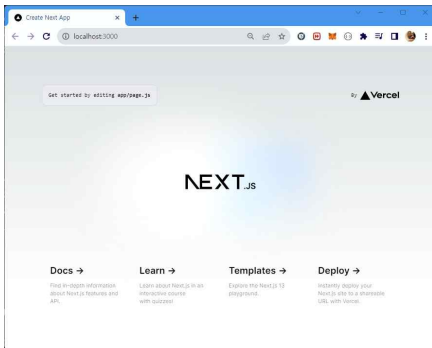 Create Next App
localhost:3000
Get started by editing app/page.js
By Vercel
NEXT.JS
Docs ->
Find in-depth information
about Next.js features and
API.
Learn ->
Learn about Next.js in an
interactive course
with quizzes!
Templates ->
Explore the Next.js 13
playground.
Deploy ->
Instantly deploy your
Next.js site to a shareable
URL with Vercel.